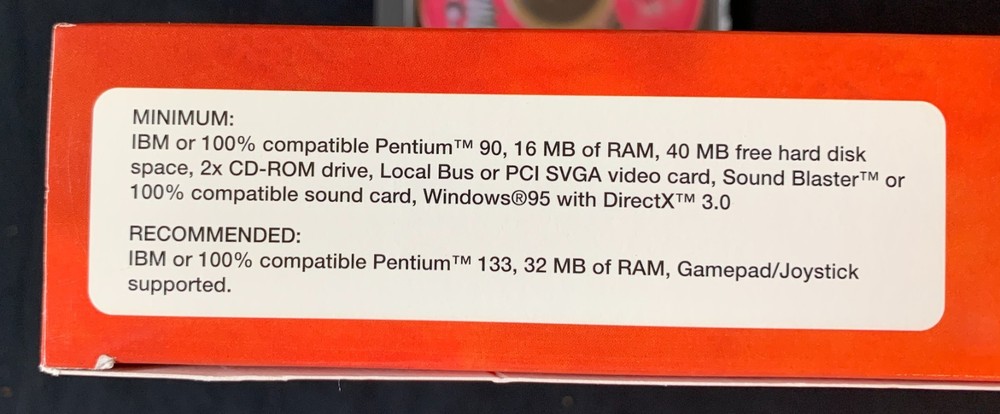 MINIMUM:
IBM or 100% compatible Pentium™ 90, 16 MB of RAM, 40 MB free hard disk
space, 2x CD-ROM drive, Local Bus or PCI SVGA video card, Sound Blaster™ or
100% compatible sound card, Windows®95 with DirectX™ 3.0
RECOMMENDED:
IBM or 100% compatible Pentium™ 133, 32 MB of RAM, Gamepad/Joystick
supported.